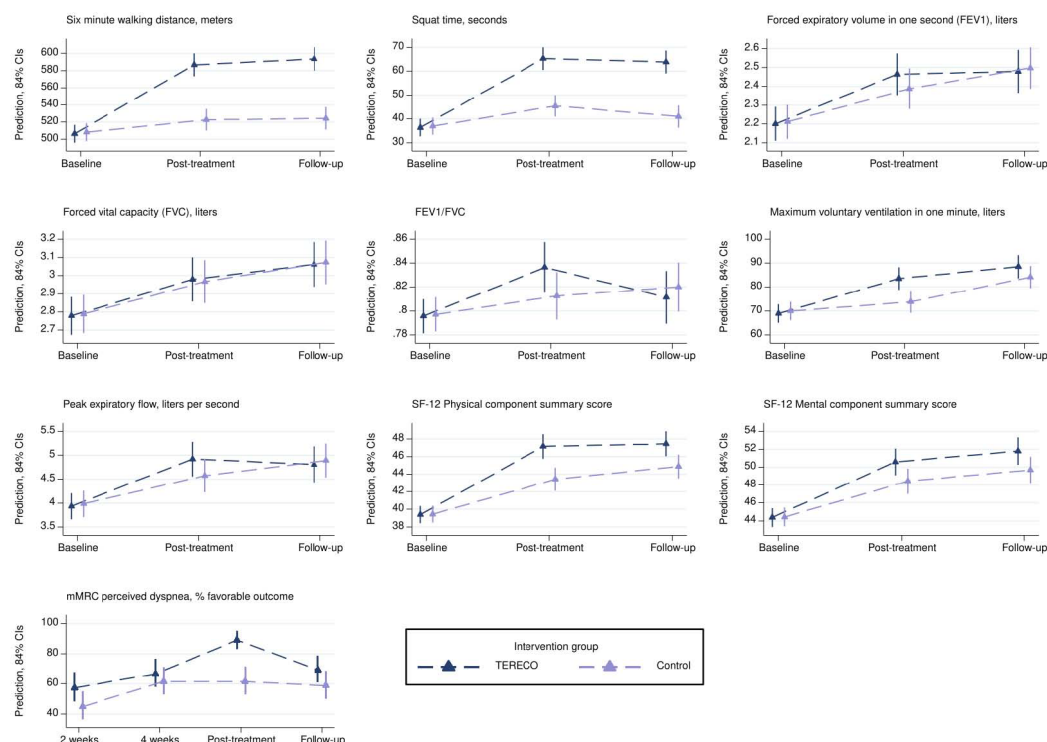 Six minute walking distance, meters
Squat time, seconds
Forced expiratory volume in one second (FEV1), liters
Prediction, 84% CIs
600
580
560
540
520
500
Baseline
Post-treatment
Follow-up
Prediction, 84% CIs
70
60
50
40
30
Baseline
Post-treatment
Follow-up
Prediction, 84% CIs
2.6
2.5
2.4
2.3
2.2
2.1
Baseline
Post-treatment
Follow-up
Forced vital capacity (FVC), liters
FEV1/FVC
Maximum voluntary ventilation in one minute, liters
Prediction, 84% CIs
3.2
3.1
3
2.9
2.8
2.7
Baseline
Post-treatment
Follow-up
Prediction, 84% CIs
.86
.84
.82
.8
.78
Baseline
Post-treatment
Follow-up
Prediction, 84% CIs
100
90
80
70
60
Baseline
Post-treatment
Follow-up
Peak expiratory flow, liters per second
SF-12 Physical component summary score
SF-12 Mental component summary score
Prediction, 84% CIs
5.5
5
4.5
4
3.5
Baseline
Post-treatment
Follow-up
Prediction, 84% CIs
48
46
44
42
40
38
Baseline
Post-treatment
Follow-up
Prediction, 84% CIs
54
52
50
48
46
44
Baseline
Post-treatment
Follow-up
mMRC perceived dyspnea, % favorable outcome
Prediction, 84% CIs
100
80
60
40
2 weeks
4 weeks
Post-treatment
Follow-up
Intervention group
TERECO
Control